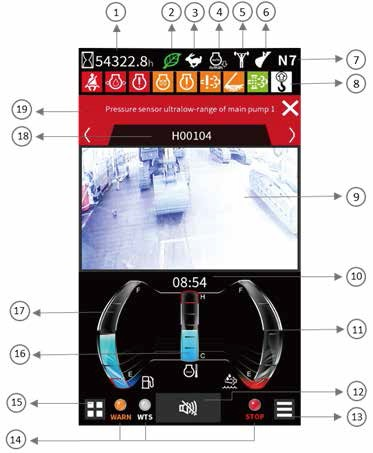 1 2 3 4 5 6
54322.8h N7 7
8
19 Pressure sensor ultralow-range of main pump 1
18 H00104
9
08:54 10
F H F
17 11
16
E C E
12
15
WARN WTS STOP 13
14